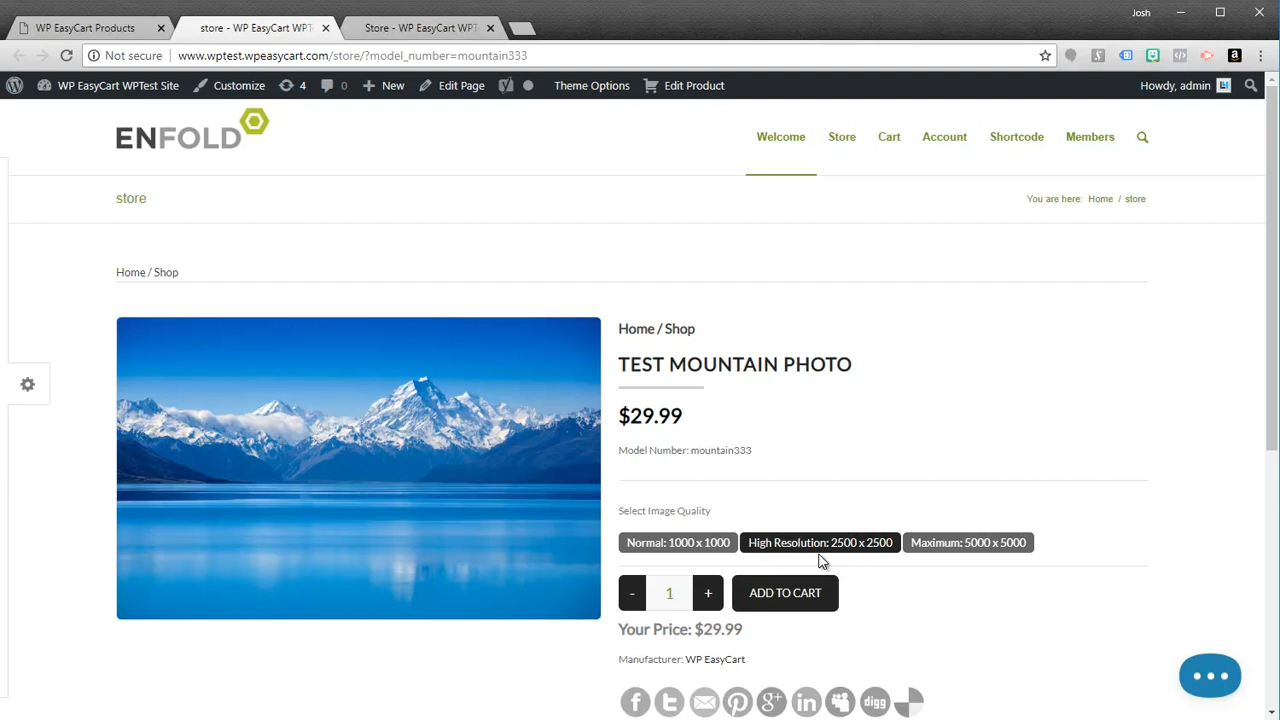 WP EasyCart Products
store - WP EasyCart WPT
Store - WP EasyCart WPT
Josh
Not secure
www.wptest.wpeasycart.com/store/?model_number=mountain333
WP EasyCart WPTest Site
Customize
4
0
New
Edit Page
Theme Options
Edit Product
Howdy, admin
ENFOLD
Welcome
Store
Cart
Account
Shortcode
Members
store
You are here: Home / store
Home / Shop
Home / Shop
TEST MOUNTAIN PHOTO
$29.99
Model Number: mountain333
Select Image Quality
Normal: 1000 x 1000
High Resolution: 2500 x 2500
Maximum: 5000 x 5000
- 1 +
ADD TO CART
Your Price: $29.99
Manufacturer: WP EasyCart
digg